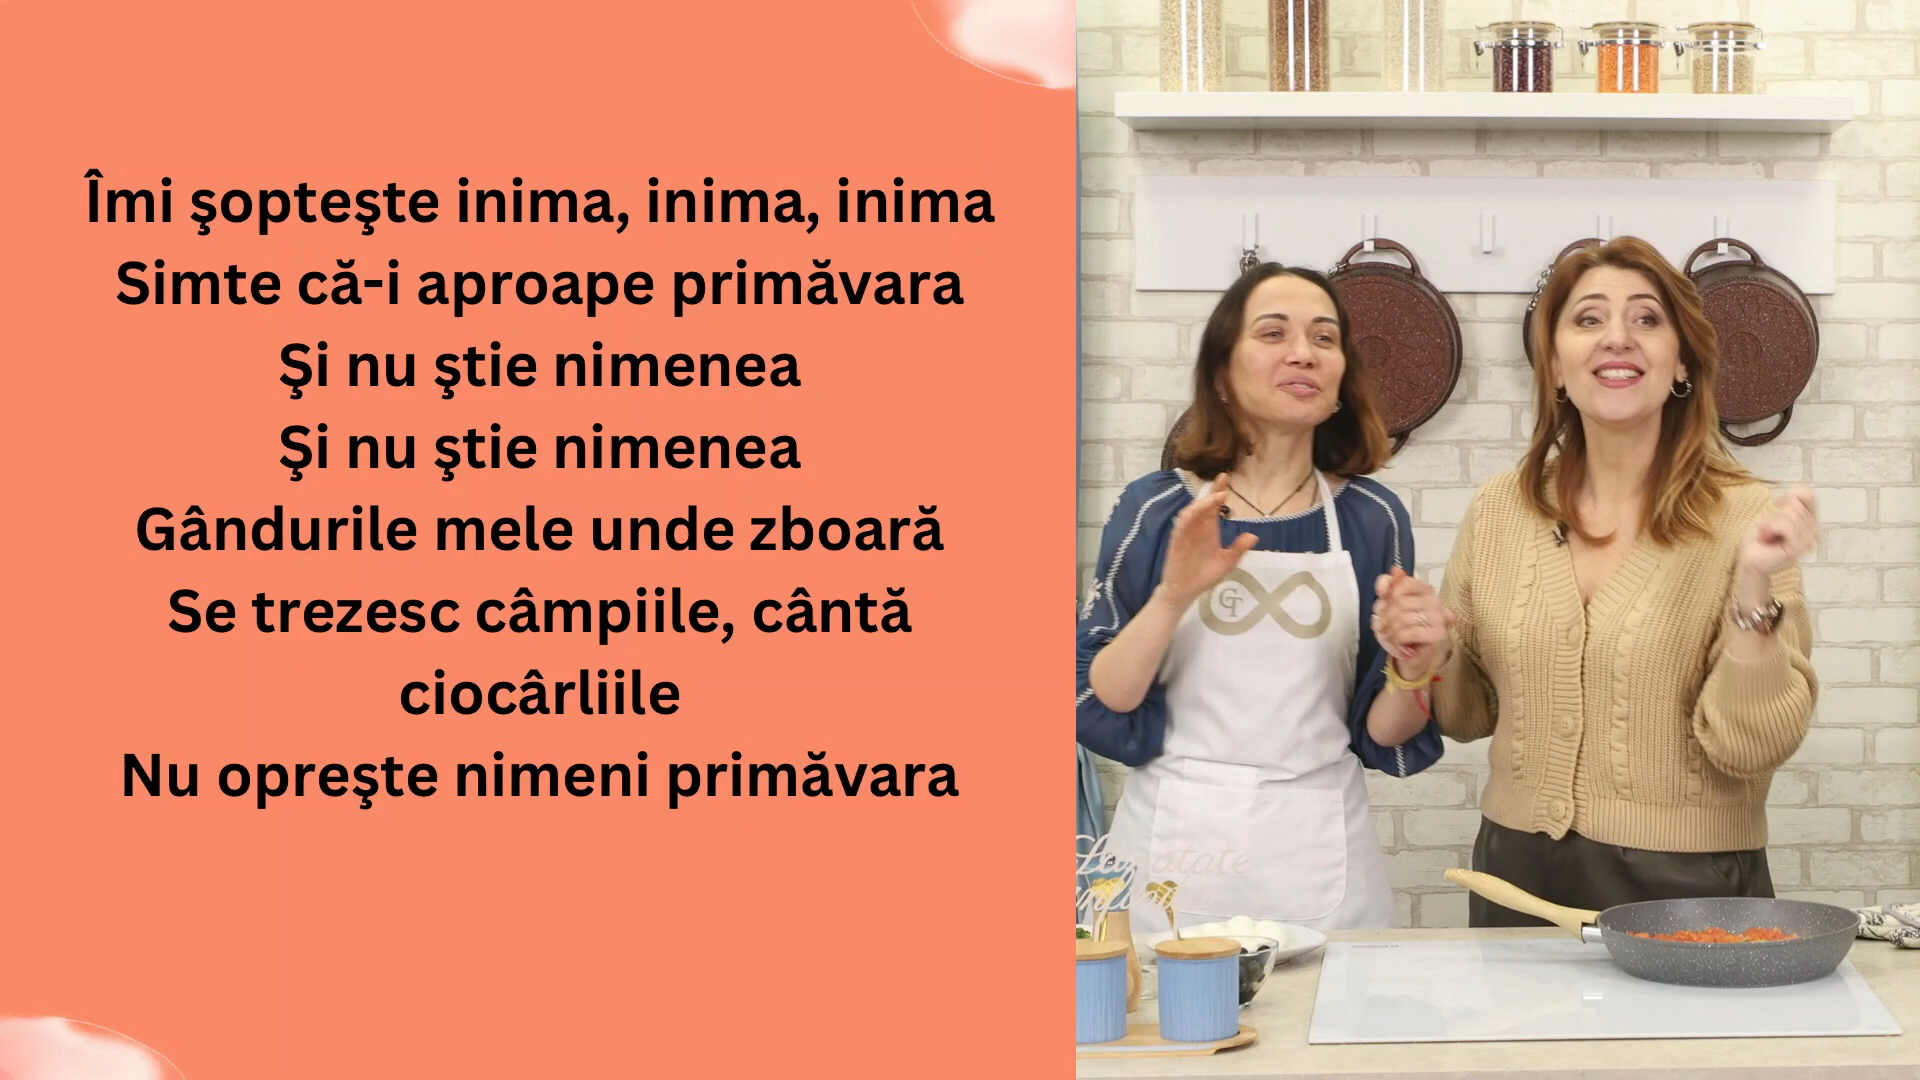 Îmi şopteşte inima, inima, inima
Simte că-i aproape primăvara
Şi nu ştie nimenea
Şi nu ştie nimenea
Gândurile mele unde zboară
Se trezesc câmpiile, cântă
ciocârliile
Nu opreşte nimeni primăvara
GT